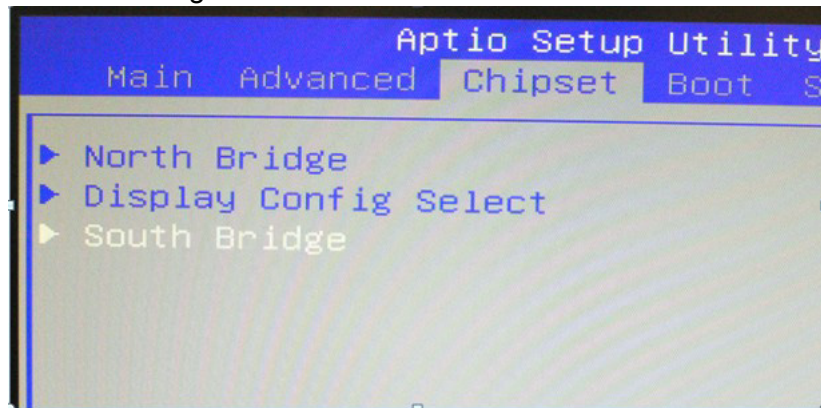 Aptio Setup Utility
Main Advanced Chipset Boot
North Bridge
Display Config Select
South Bridge